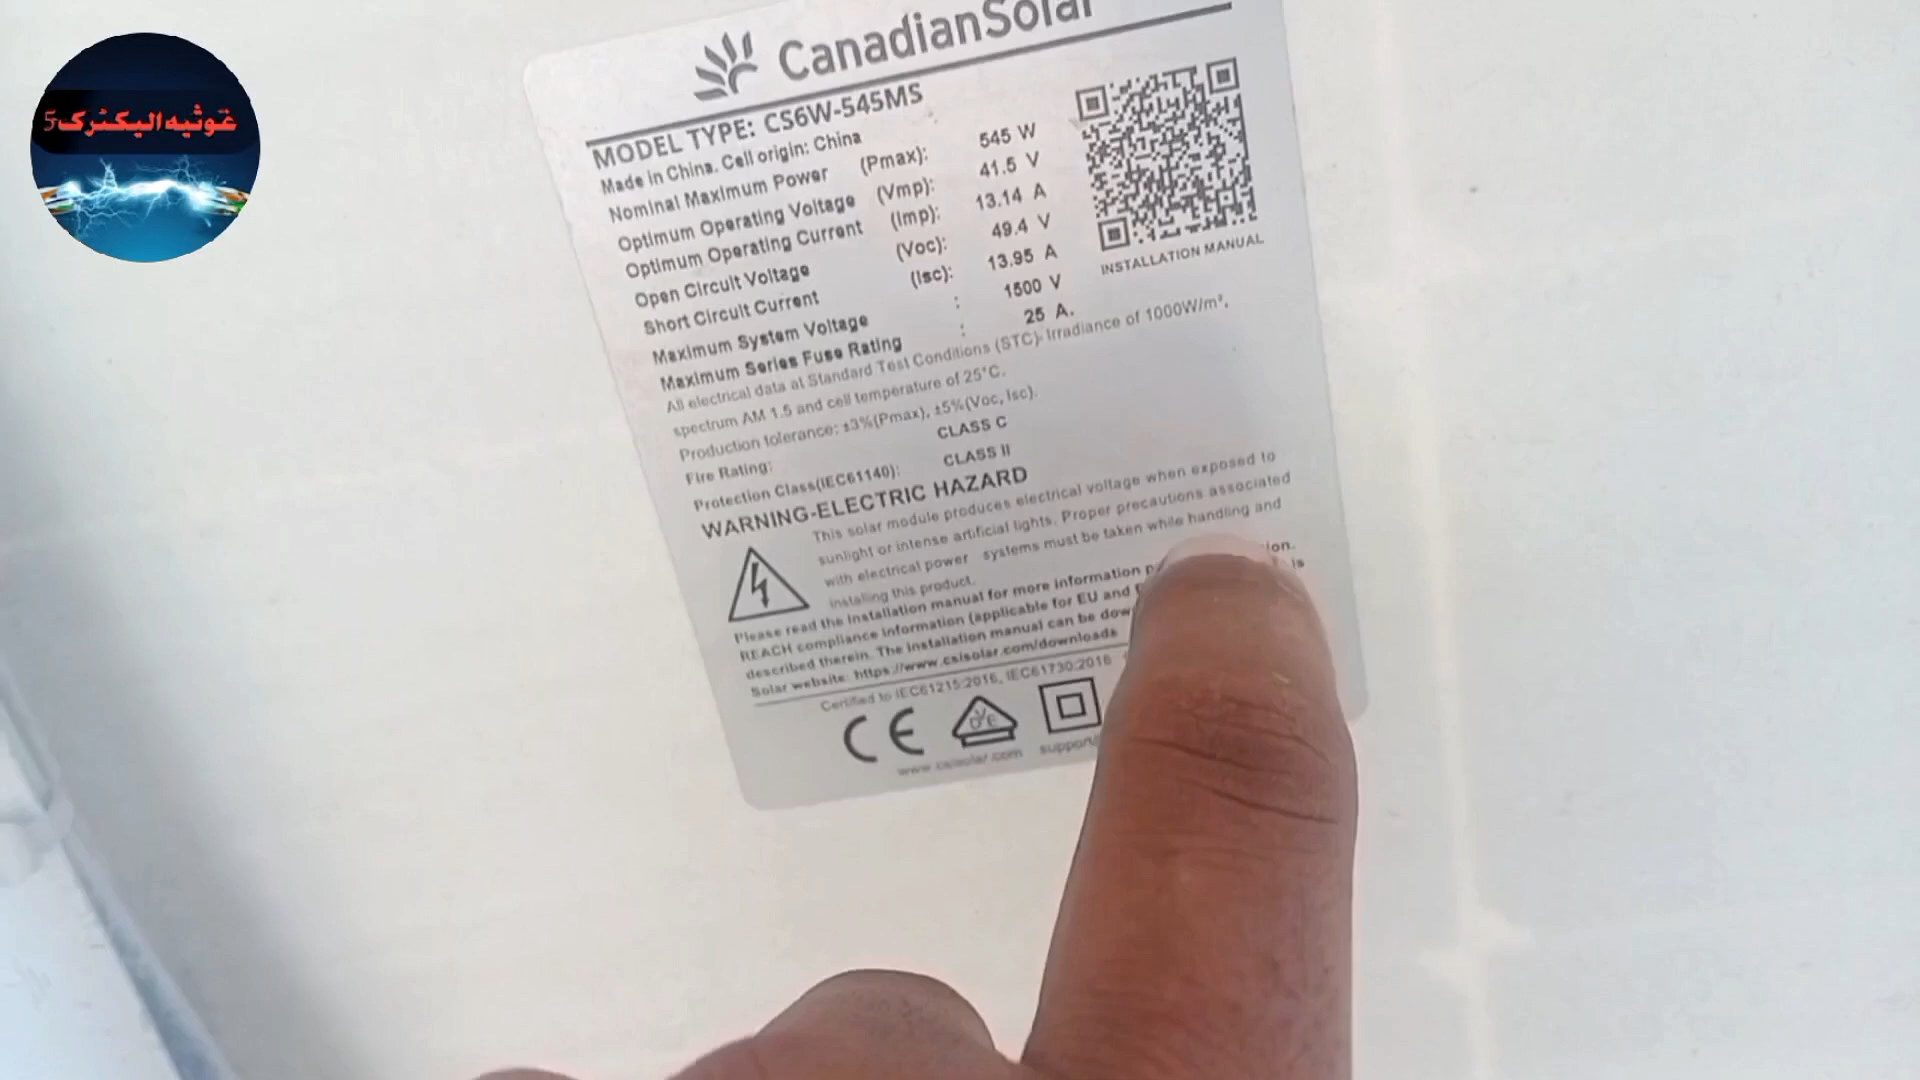 غوثیہ الیکٹرک 5
CanadianSolar
MODEL TYPE: CS6W-545MS
Made in China. Cell origin: China
Nominal Maximum Power (Pmax): 545 W
Optimum Operating Voltage (Vmp): 41.5 V
Optimum Operating Current (Imp): 13.14 A
Open Circuit Voltage (Voc): 49.4 V
Short Circuit Current (Isc): 13.95 A
Maximum System Voltage : 1500 V
Maximum Series Fuse Rating : 25 A.
INSTALLATION MANUAL
All electrical data at Standard Test Conditions (STC): Irradiance of 1000W/m²,
spectrum AM 1.5 and cell temperature of 25°C.
Production tolerance: ±3%(Pmax), ±5%(Voc, Isc).
Fire Rating: CLASS C
Protection Class(IEC61140): CLASS II
WARNING-ELECTRIC HAZARD
This solar module produces electrical voltage when exposed to
sunlight or intense artificial lights. Proper precautions associated
with electrical power systems must be taken while handling and
installing this product.
Please read the installation manual for more information
REACH compliance information (applicable for EU and is
described therein. The installation manual can be
Solar website: https://www.csisolar.com/downloads
Certified to IEC61215:2016, IEC61730:2016
CE
VDE
www.csisolar.com support